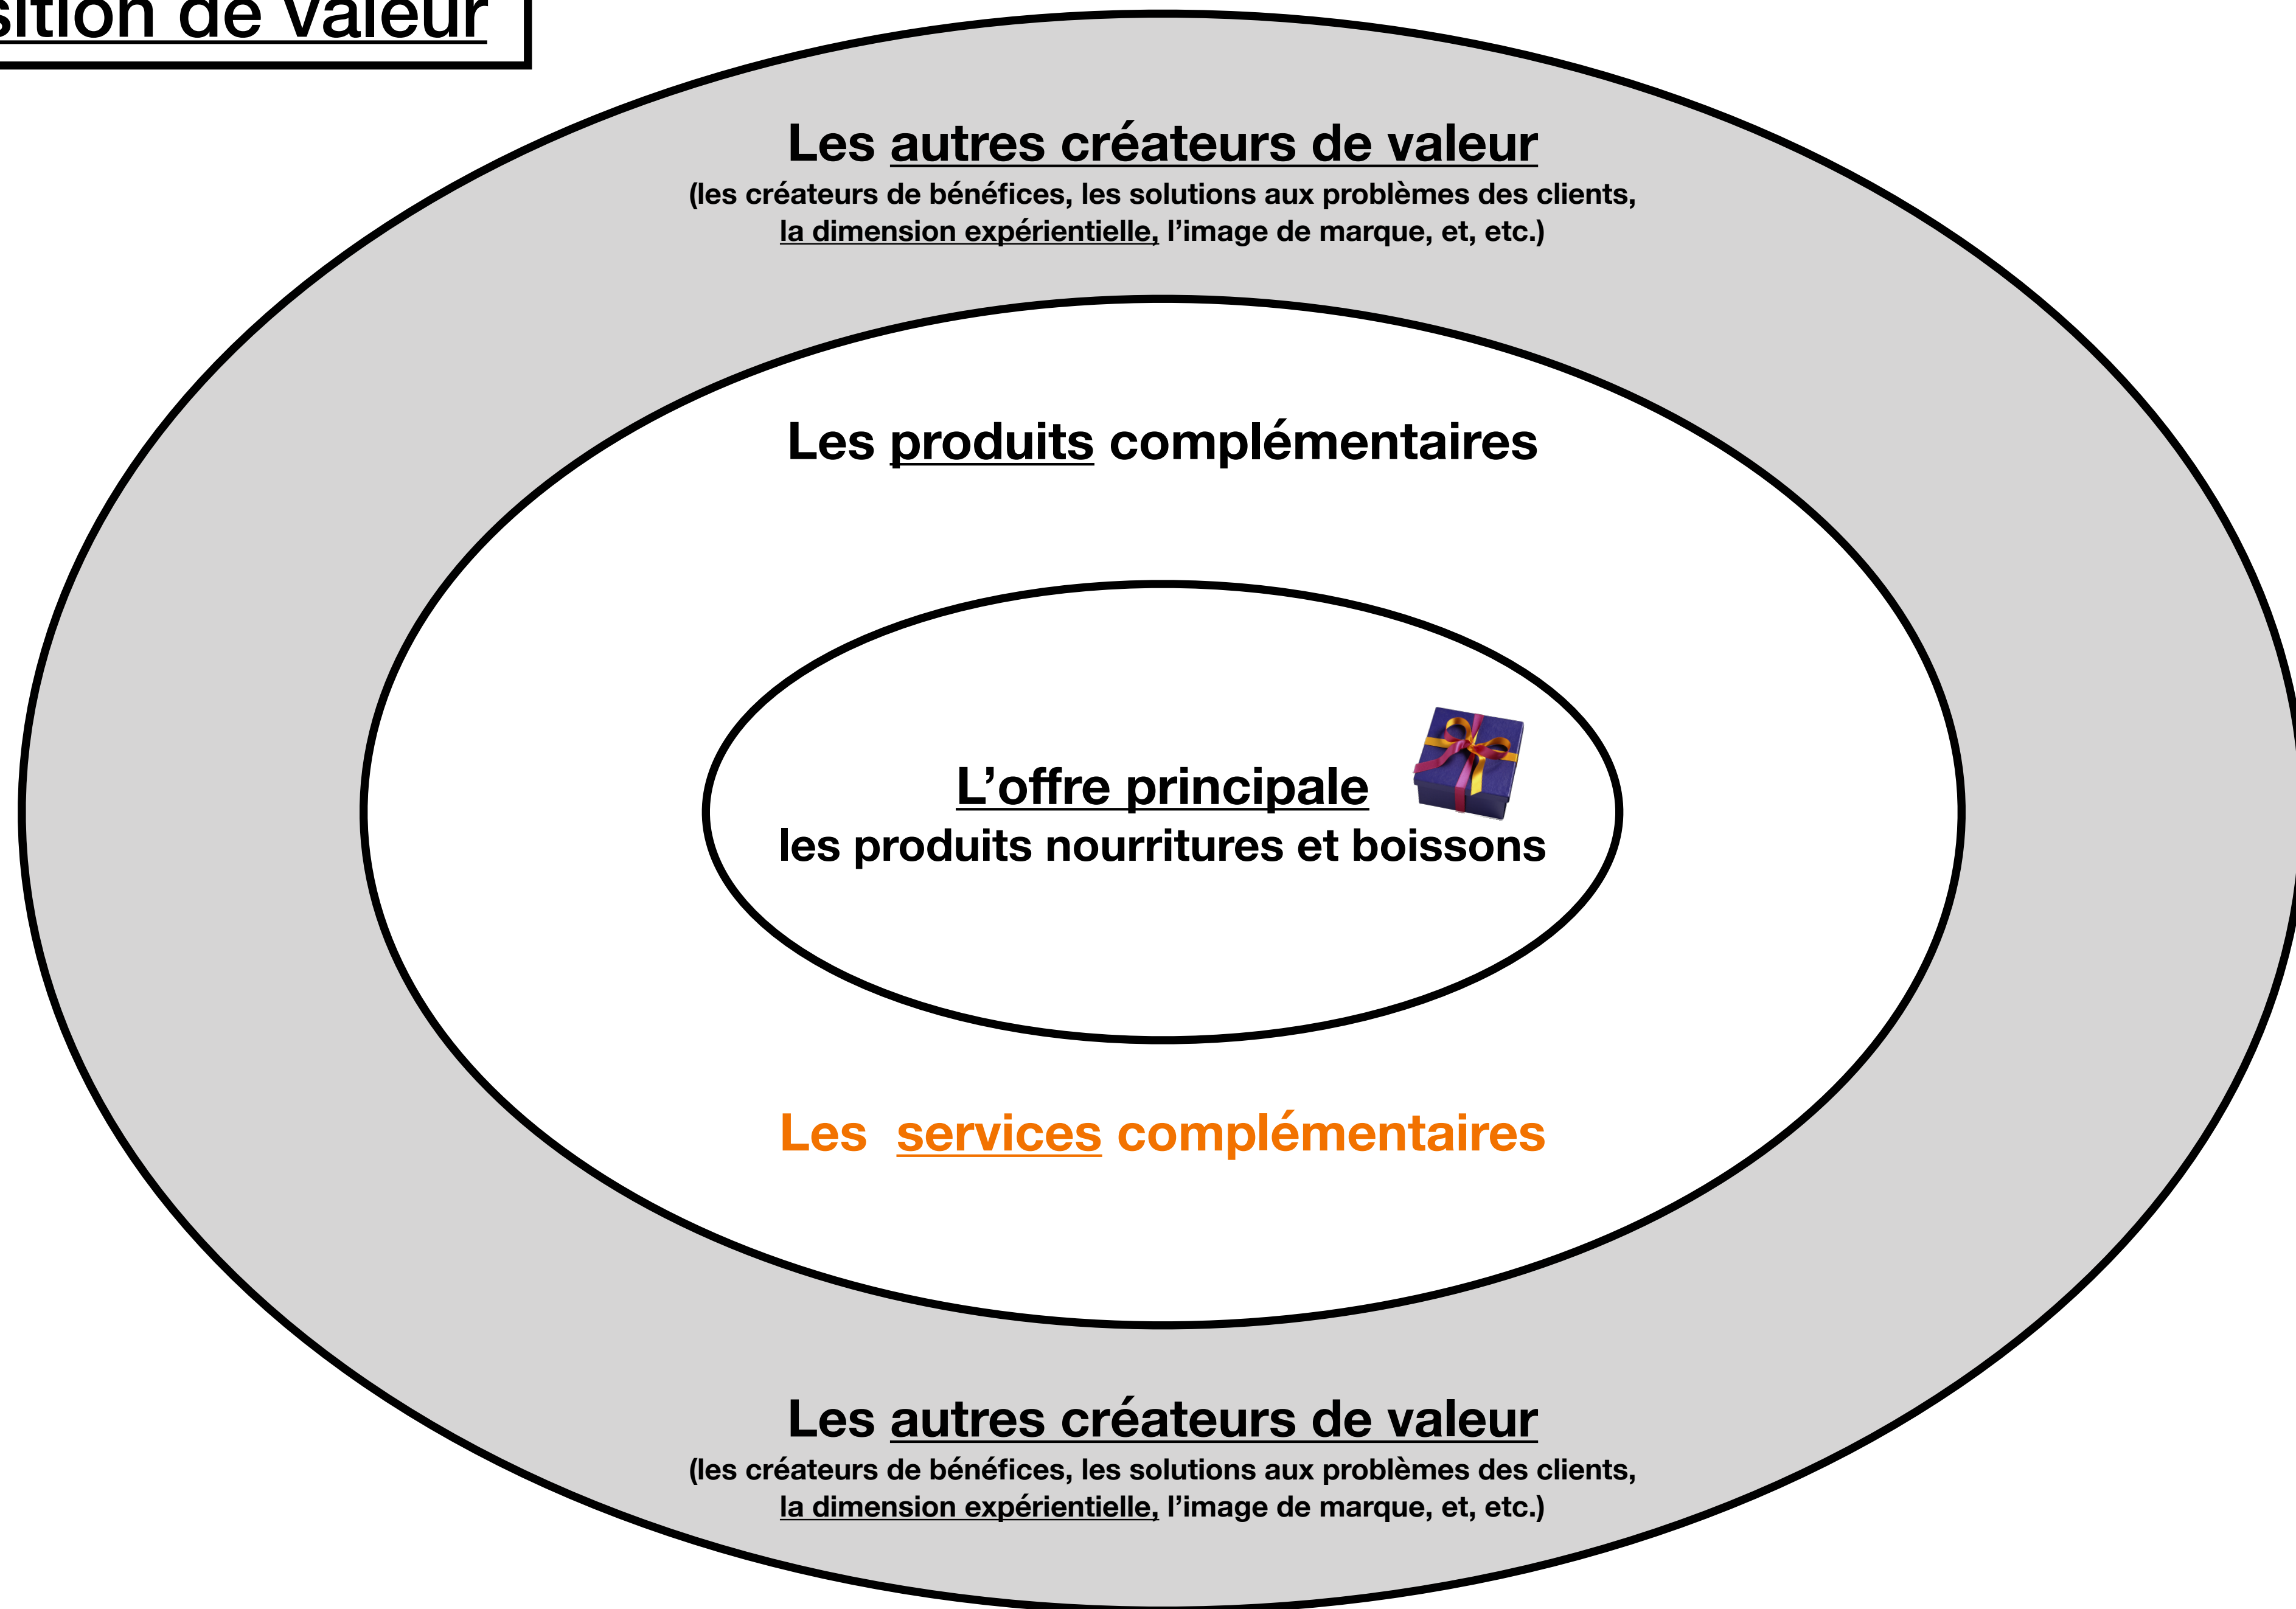 sition de valeur
Les autres créateurs de valeur
(les créateurs de bénéfices, les solutions aux problèmes des clients,
la dimension expérientielle, l’image de marque, et, etc.)
Les produits complémentaires
L’offre principale
les produits nourritures et boissons
Les services complémentaires
Les autres créateurs de valeur
(les créateurs de bénéfices, les solutions aux problèmes des clients,
la dimension expérientielle, l’image de marque, et, etc.)